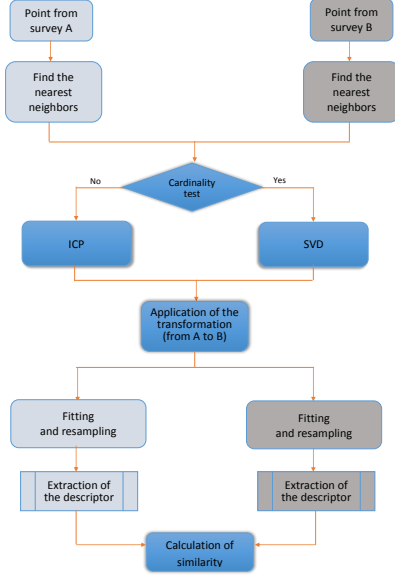 Point from
survey A
Point from
survey B
Find the
nearest
neighbors
Find the
nearest
neighbors
No
Cardinality
test
Yes
ICP
SVD
Application of the
transformation
(from A to B)
Fitting
and resampling
Fitting
and resampling
Extraction of
the descriptor
Extraction of
the descriptor
Calculation of
similarity